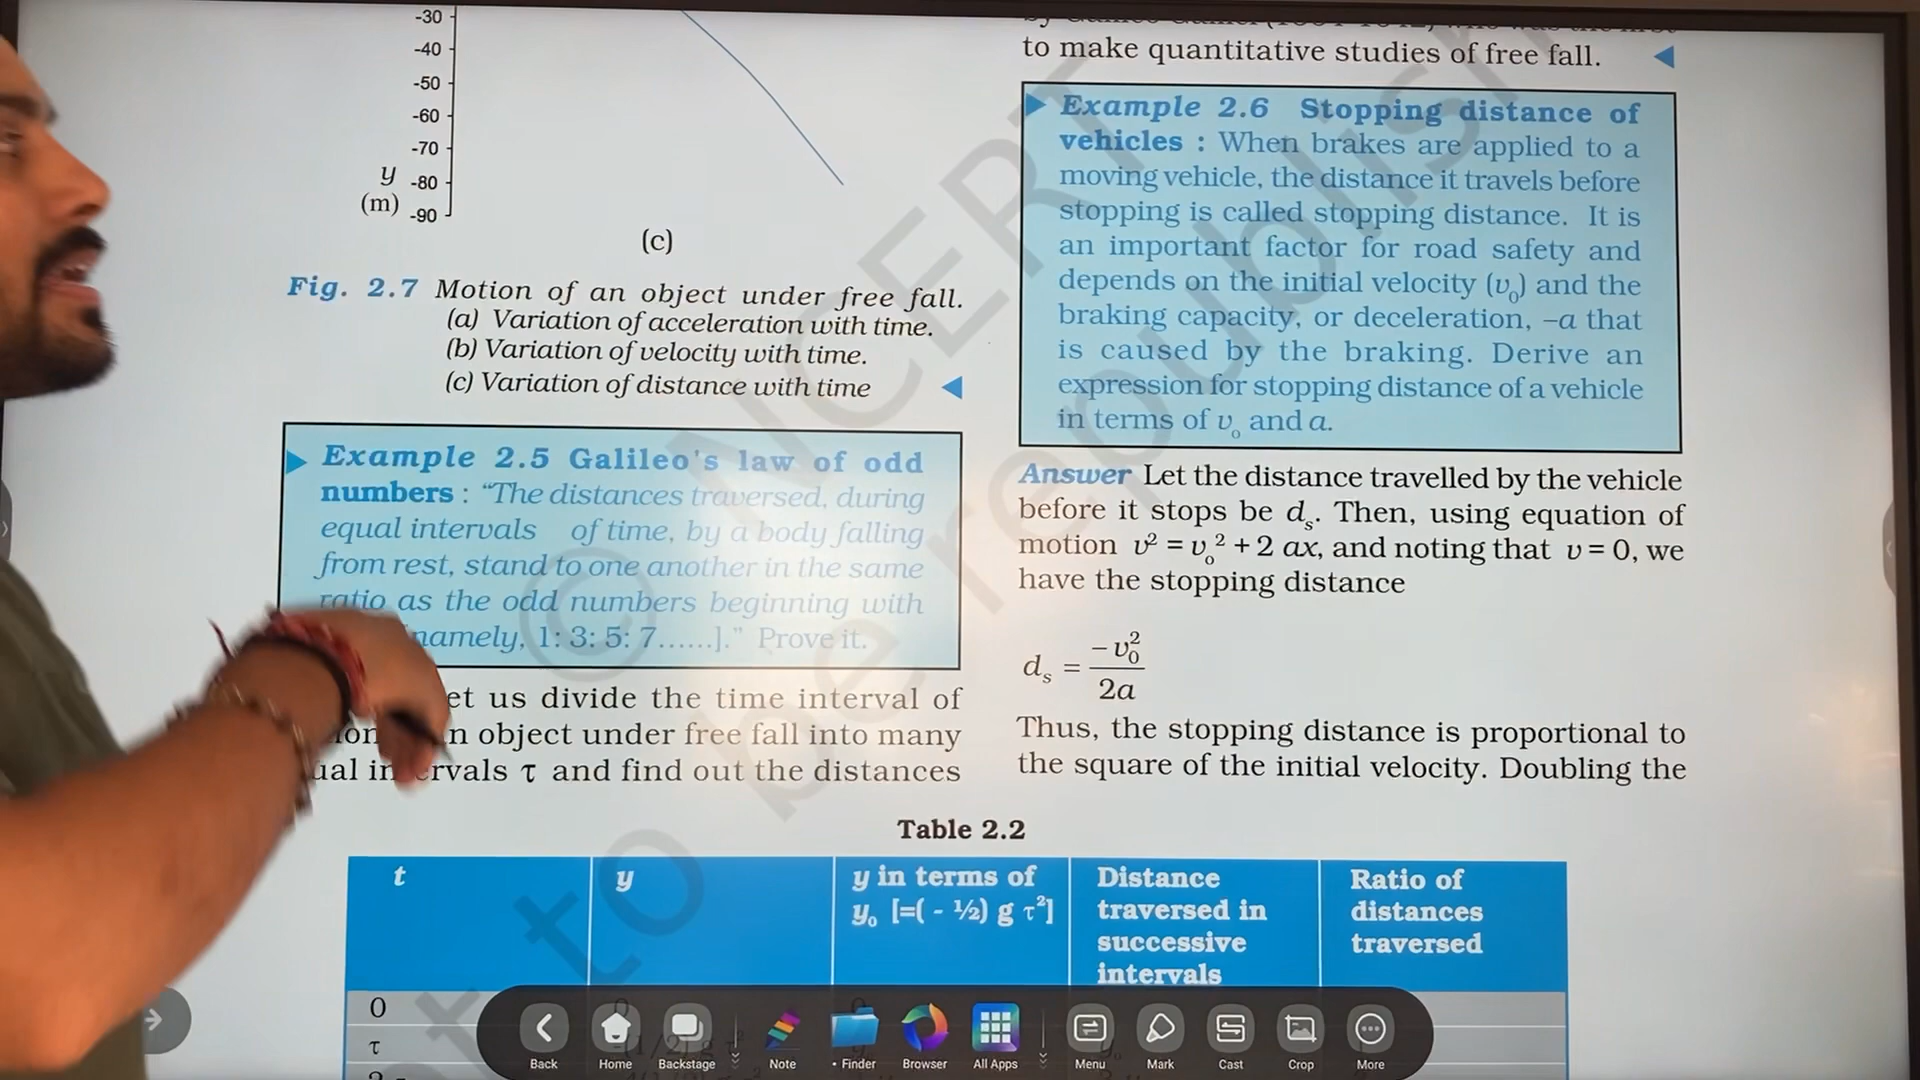 -30
-40
-50
-60
-70
y -80
(m) -90
(c)
Fig. 2.7 Motion of an object under free fall.
(a) Variation of acceleration with time.
(b) Variation of velocity with time.
(c) Variation of distance with time
Example 2.5 Galileo's law of odd
numbers : “The distances traversed, during
equal intervals of time, by a body falling
from rest, stand to one another in the same
ratio as the odd numbers beginning with
namely, 1: 3: 5: 7......].” Prove it.
et us divide the time interval of
n object under free fall into many
τ and find out the distances
to make quantitative studies of free fall.
Example 2.6 Stopping distance of
vehicles : When brakes are applied to a
moving vehicle, the distance it travels before
stopping is called stopping distance. It is
an important factor for road safety and
depends on the initial velocity (v₀) and the
braking capacity, or deceleration, –a that
is caused by the braking. Derive an
expression for stopping distance of a vehicle
in terms of vₒ and a.
Answer Let the distance travelled by the vehicle
before it stops be dₛ. Then, using equation of
motion v² = vₒ² + 2 ax, and noting that v = 0, we
have the stopping distance
dₛ = – v₀² / 2a
Thus, the stopping distance is proportional to
the square of the initial velocity. Doubling the
Table 2.2
t
y
y in terms of
y₀ [=( - ½) g τ²]
Distance
traversed in
successive
intervals
Ratio of
distances
traversed
0
τ
© NCERT
to be republish
Back
Home
Backstage
Note
• Finder
Browser
All Apps
Menu
Mark
Cast
Crop
More